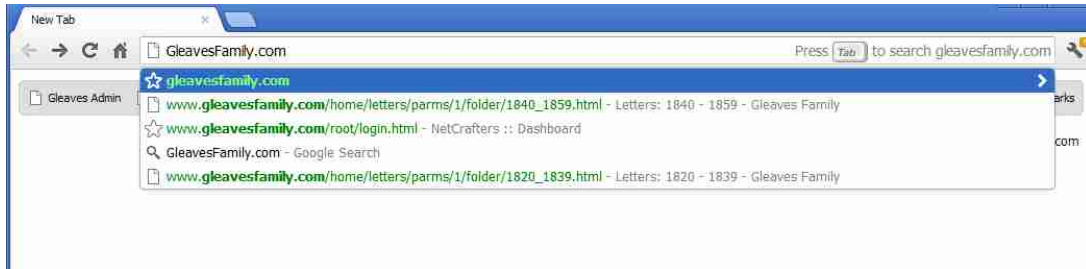 New Tab
GleavesFamily.com Press Tab to search gleavesfamily.com
gleavesfamily.com
Gleaves Admin
www.gleavesfamily.com/home/letters/parms/1/folder/1840_1859.html - Letters: 1840 - 1859 - Gleaves Family
arks
www.gleavesfamily.com/root/login.html - NetCrafters :: Dashboard
com
GleavesFamily.com - Google Search
www.gleavesfamily.com/home/letters/parms/1/folder/1820_1839.html - Letters: 1820 - 1839 - Gleaves Family